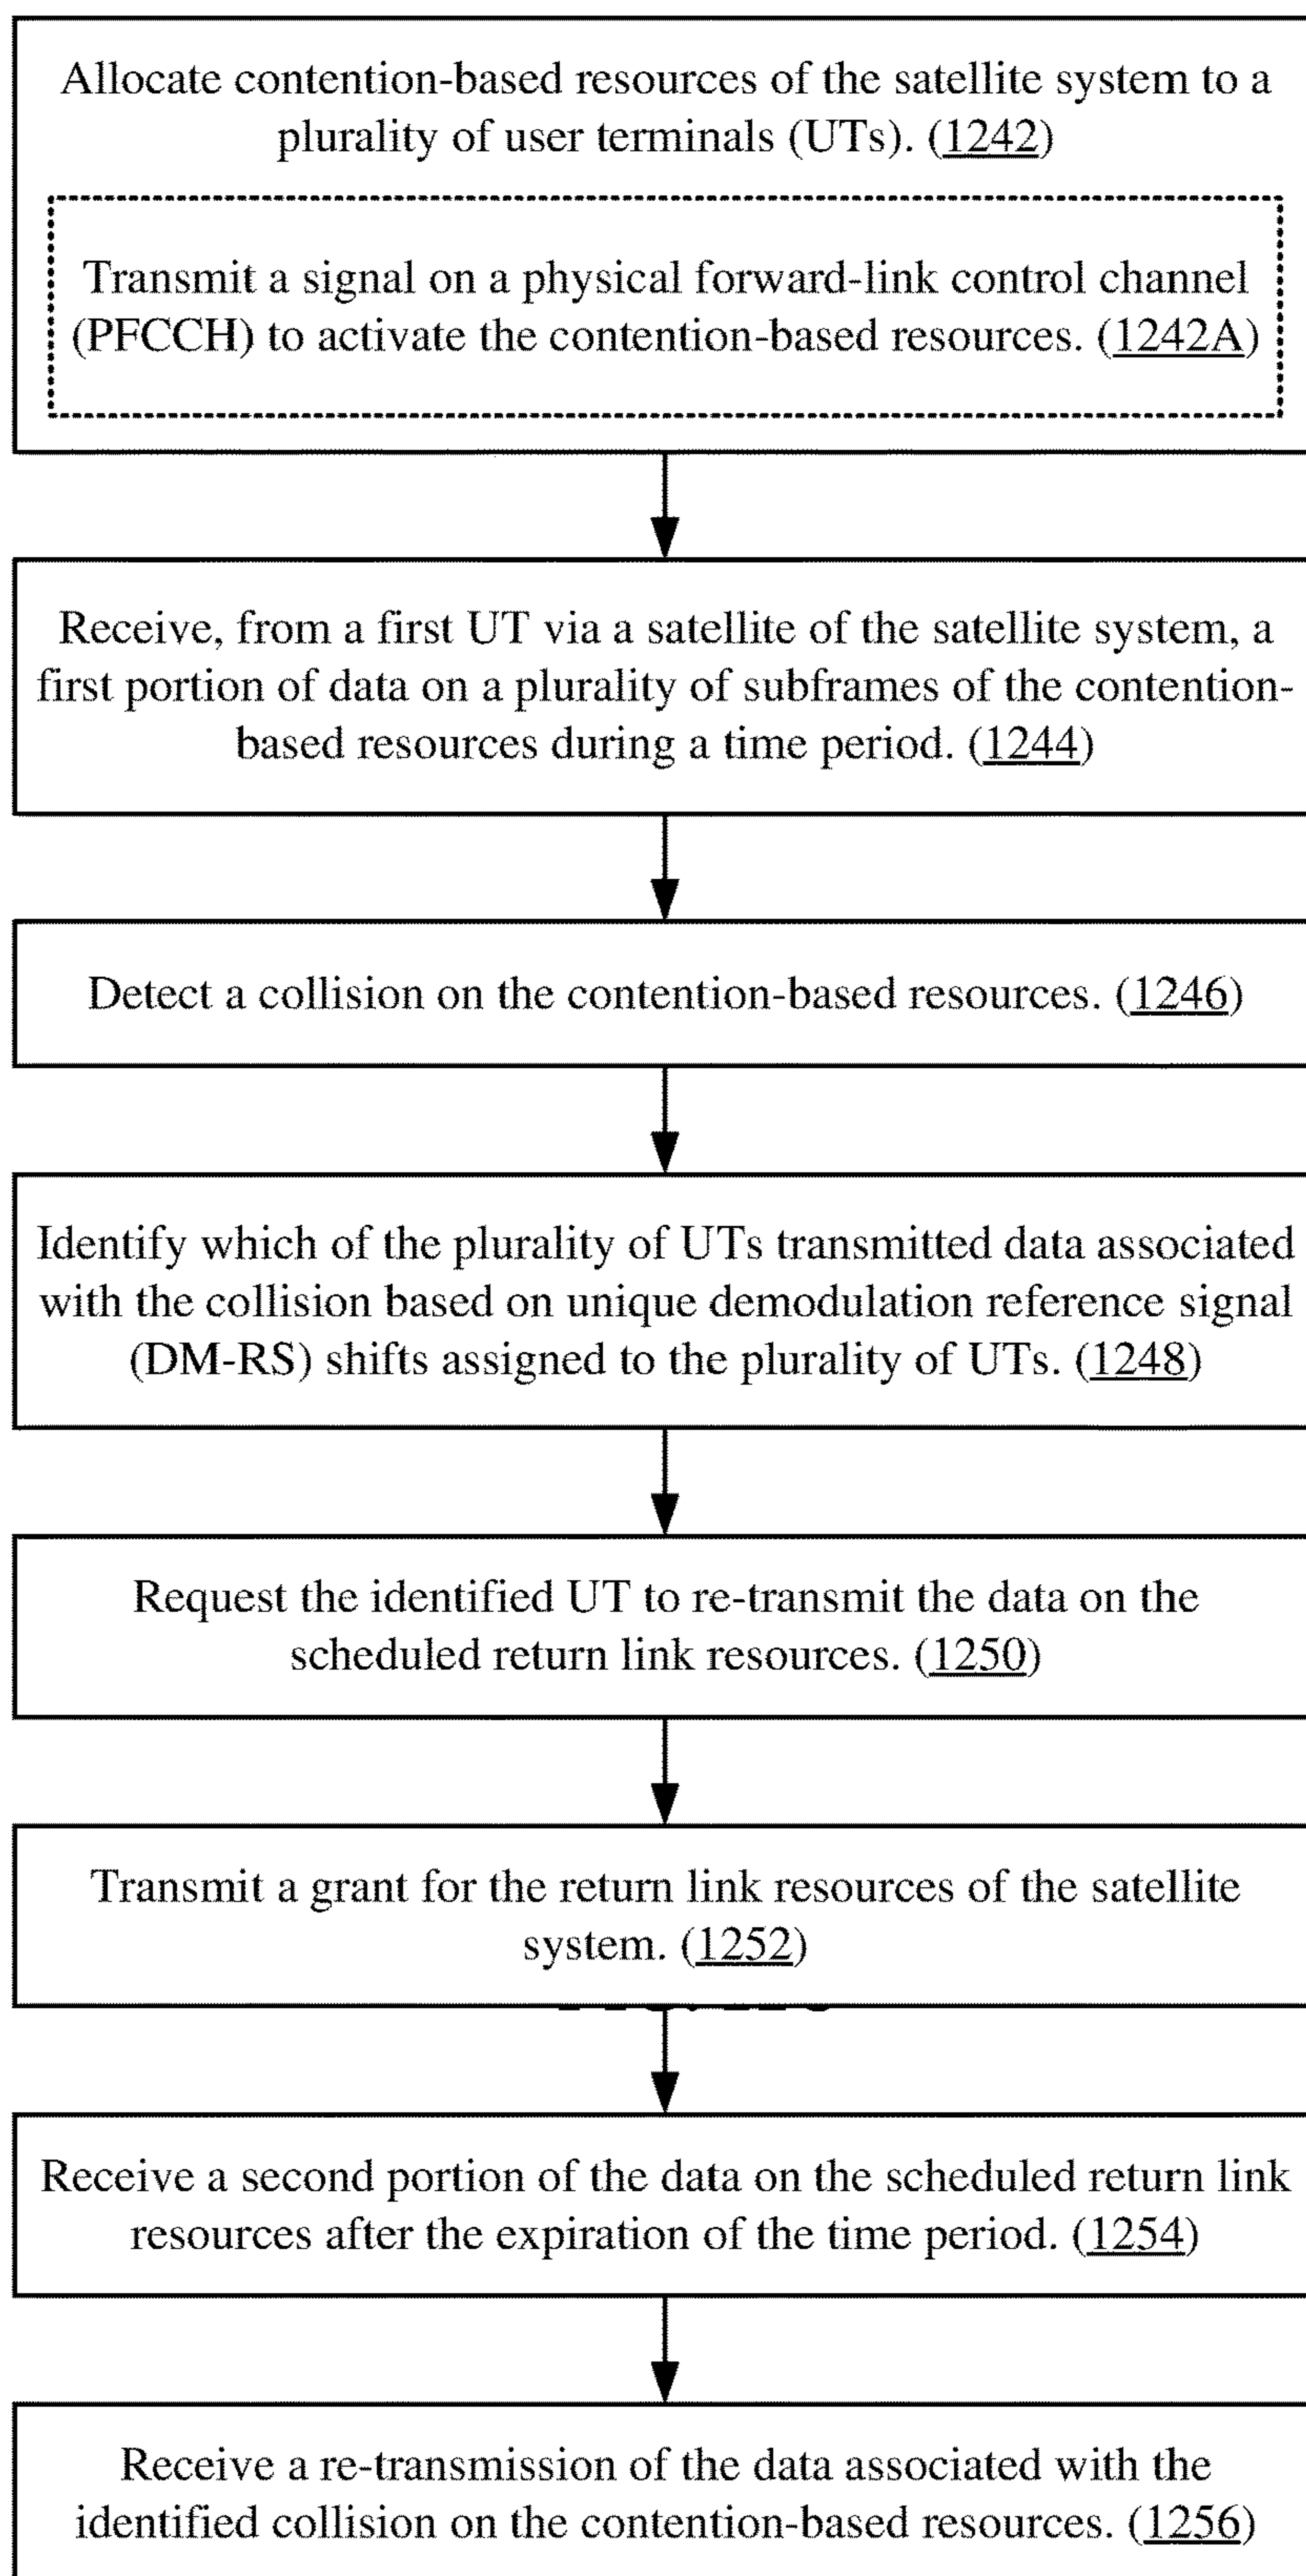 Allocate contention-based resources of the satellite system to a
plurality of user terminals (UTs). (1242)
Transmit a signal on a physical forward-link control channel
(PFCCH) to activate the contention-based resources. (1242A)
Receive, from a first UT via a satellite of the satellite system, a
first portion of data on a plurality of subframes of the contention-
based resources during a time period. (1244)
Detect a collision on the contention-based resources. (1246)
Identify which of the plurality of UTs transmitted data associated
with the collision based on unique demodulation reference signal
(DM-RS) shifts assigned to the plurality of UTs. (1248)
Request the identified UT to re-transmit the data on the
scheduled return link resources. (1250)
Transmit a grant for the return link resources of the satellite
system. (1252)
Receive a second portion of the data on the scheduled return link
resources after the expiration of the time period. (1254)
Receive a re-transmission of the data associated with the
identified collision on the contention-based resources. (1256)